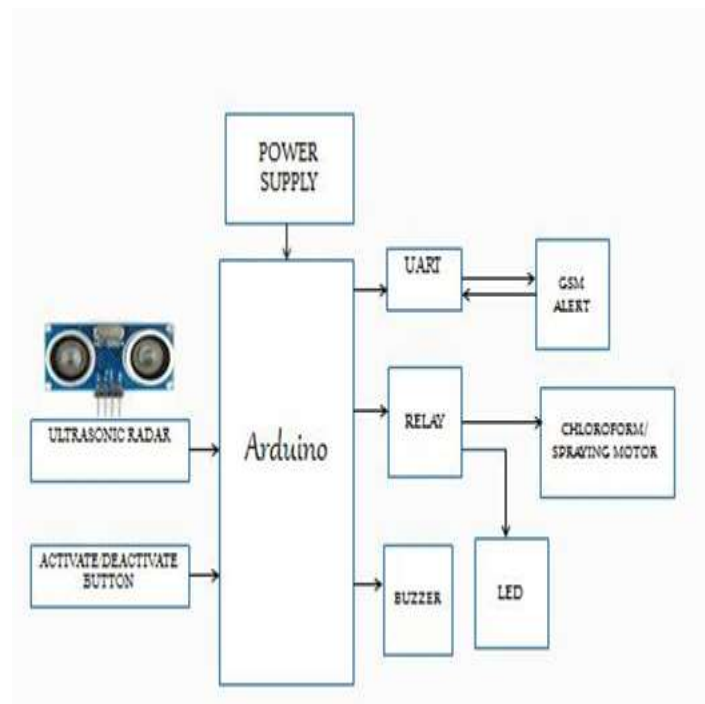 POWER
SUPPLY
UART
GSM
ALERT
ULTRASONIC RADAR
Arduino
RELAY
CHLOROFORM/
SPRAYING MOTOR
ACTIVATE/DEACTIVATE
BUTTON
BUZZER
LED